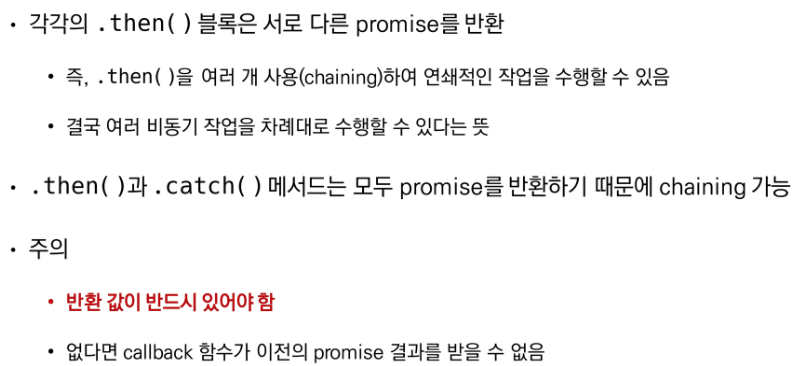 • 각각의 .then() 블록은 서로 다른 promise를 반환
• 즉, .then()을 여러 개 사용(chaining)하여 연쇄적인 작업을 수행할 수 있음
• 결국 여러 비동기 작업을 차례대로 수행할 수 있다는 뜻
• .then()과 .catch() 메서드는 모두 promise를 반환하기 때문에 chaining 가능
• 주의
• 반환 값이 반드시 있어야 함
• 없다면 callback 함수가 이전의 promise 결과를 받을 수 없음